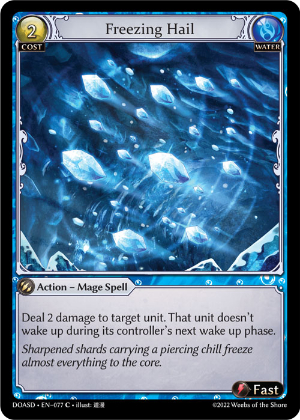 Freezing Hail
2
COST
WATER
Action – Mage Spell
Deal 2 damage to target unit. That unit doesn't
wake up during its controller's next wake up phase.
Sharpened shards carrying a piercing chill freeze
almost everything to the core.
DOASD • EN-077 C • illust:
©2022 Weebs of the Shore
Fast